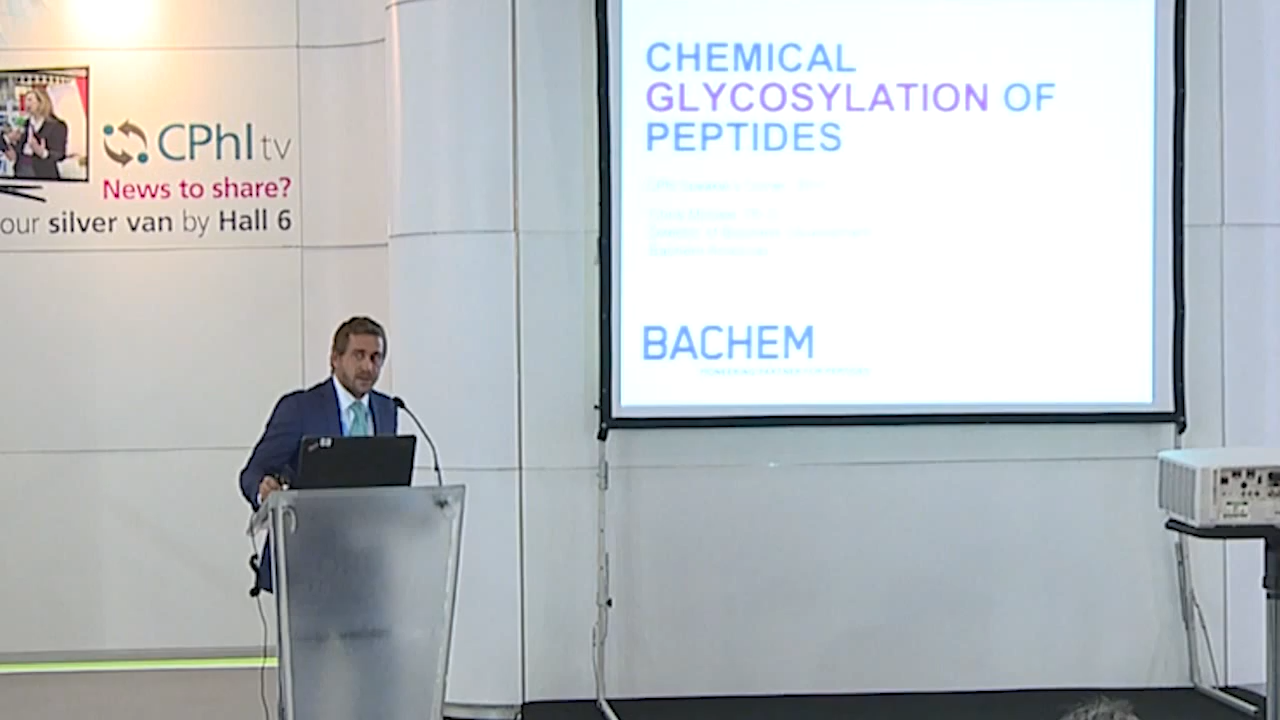 CPhI tv
News to share?
our silver van by Hall 6
CHEMICAL
GLYCOSYLATION OF
PEPTIDES
BACHEM